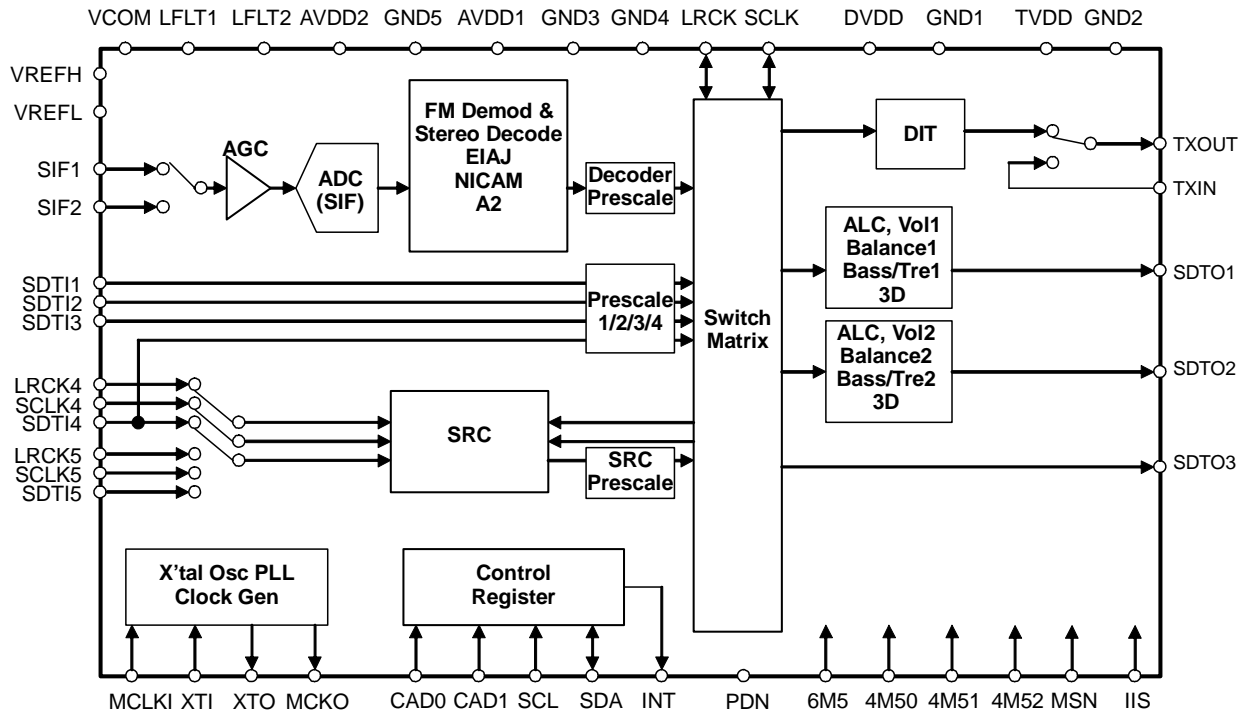 VCOM LFLT1 LFLT2 AVDD2 GND5 AVDD1 GND3 GND4 LRCK SCLK DVDD GND1 TVDD GND2
VREFH
VREFL
SIF1
SIF2
AGC
ADC
(SIF)
FM Demod &
Stereo Decode
EIAJ
NICAM
A2
Decoder
Prescale
DIT
TXOUT
TXIN
SDTI1
SDTI2
SDTI3
Prescale
1/2/3/4
Switch
Matrix
ALC, Vol1
Balance1
Bass/Tre1
3D
SDTO1
ALC, Vol2
Balance2
Bass/Tre2
3D
SDTO2
LRCK4
SCLK4
SDTI4
LRCK5
SCLK5
SDTI5
SRC
SRC
Prescale
SDTO3
X'tal Osc PLL
Clock Gen
Control
Register
MCLKI XTI XTO MCKO CAD0 CAD1 SCL SDA INT PDN 6M5 4M50 4M51 4M52 MSN IIS